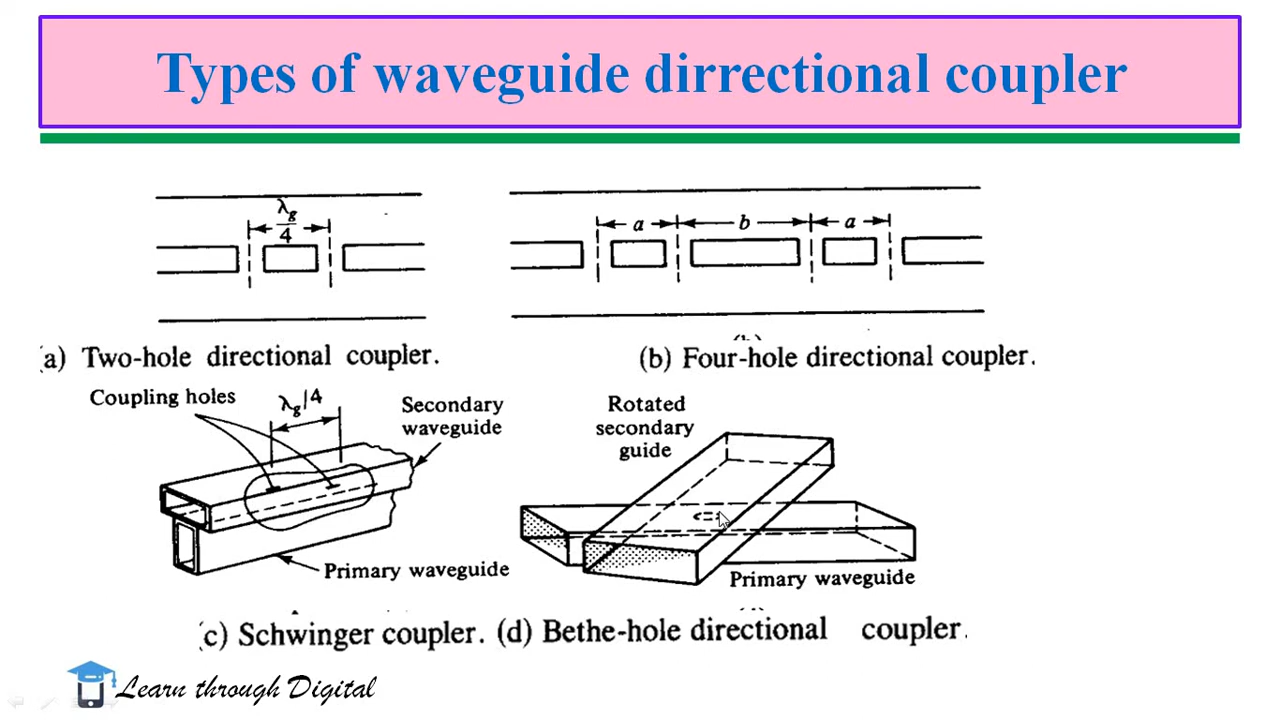 Types of waveguide dirrectional coupler
λg
4
a
b
a
(a) Two-hole directional coupler.
(b) Four-hole directional coupler.
Coupling holes
λg/4
Secondary
waveguide
Rotated
secondary
guide
Primary waveguide
Primary waveguide
(c) Schwinger coupler. (d) Bethe-hole directional coupler.
Learn through Digital